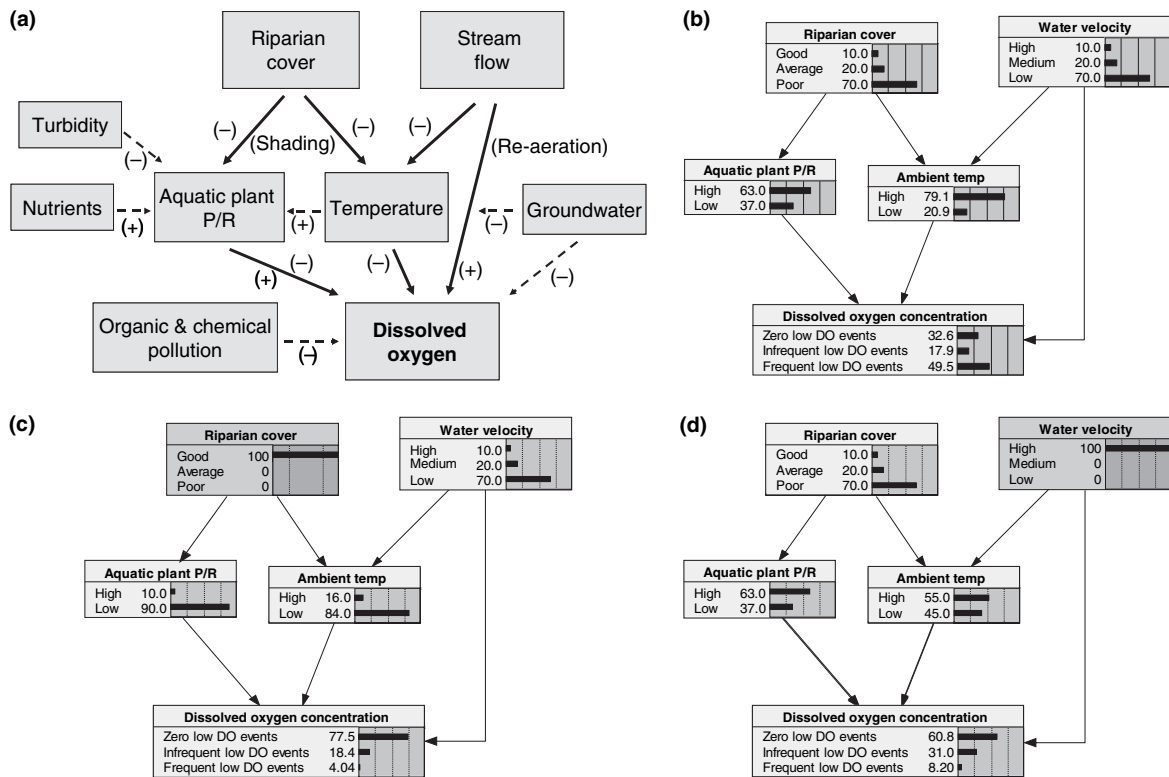 (a)
Riparian
cover
Stream
flow
Turbidity
(–)
(–)
(Shading)
(–)
(–)
(Re-aeration)
Nutrients
(+)
Aquatic plant
P/R
(+)
Temperature
(–)
Groundwater
(+)
(–)
(–)
(+)
(–)
Organic & chemical
pollution
(–)
Dissolved
oxygen
(b)
Riparian cover
Good 10.0
Average 20.0
Poor 70.0
Water velocity
High 10.0
Medium 20.0
Low 70.0
Aquatic plant P/R
High 63.0
Low 37.0
Ambient temp
High 79.1
Low 20.9
Dissolved oxygen concentration
Zero low DO events 32.6
Infrequent low DO events 17.9
Frequent low DO events 49.5
(c)
Riparian cover
Good 100
Average 0
Poor 0
Water velocity
High 10.0
Medium 20.0
Low 70.0
Aquatic plant P/R
High 10.0
Low 90.0
Ambient temp
High 16.0
Low 84.0
Dissolved oxygen concentration
Zero low DO events 77.5
Infrequent low DO events 18.4
Frequent low DO events 4.04
(d)
Riparian cover
Good 10.0
Average 20.0
Poor 70.0
Water velocity
High 100
Medium 0
Low 0
Aquatic plant P/R
High 63.0
Low 37.0
Ambient temp
High 55.0
Low 45.0
Dissolved oxygen concentration
Zero low DO events 60.8
Infrequent low DO events 31.0
Frequent low DO events 8.20